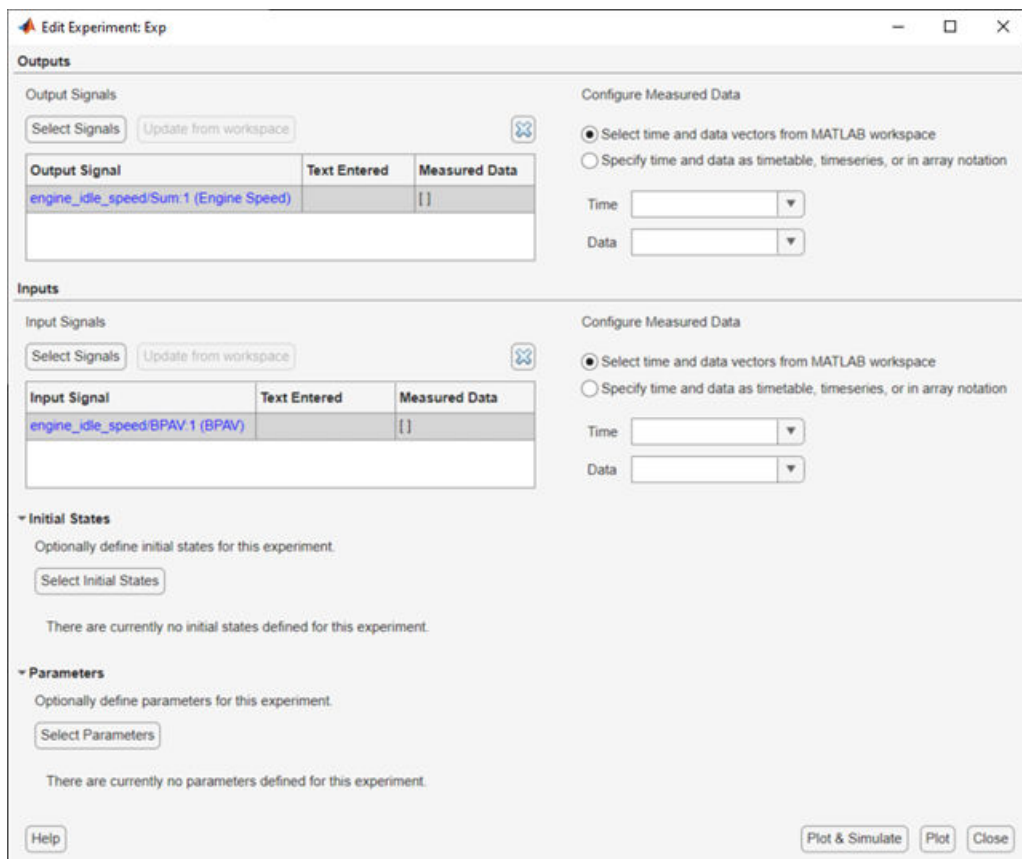 Edit Experiment: Exp
Outputs
Output Signals
Select Signals Update from workspace
Output Signal Text Entered Measured Data
engine_idle_speed/Sum:1 (Engine Speed) [ ]
Configure Measured Data
Select time and data vectors from MATLAB workspace
Specify time and data as timetable, timeseries, or in array notation
Time
Data
Inputs
Input Signals
Select Signals Update from workspace
Input Signal Text Entered Measured Data
engine_idle_speed/BPAV:1 (BPAV) [ ]
Configure Measured Data
Select time and data vectors from MATLAB workspace
Specify time and data as timetable, timeseries, or in array notation
Time
Data
Initial States
Optionally define initial states for this experiment.
Select Initial States
There are currently no initial states defined for this experiment.
Parameters
Optionally define parameters for this experiment.
Select Parameters
There are currently no parameters defined for this experiment.
Help Plot & Simulate Plot Close